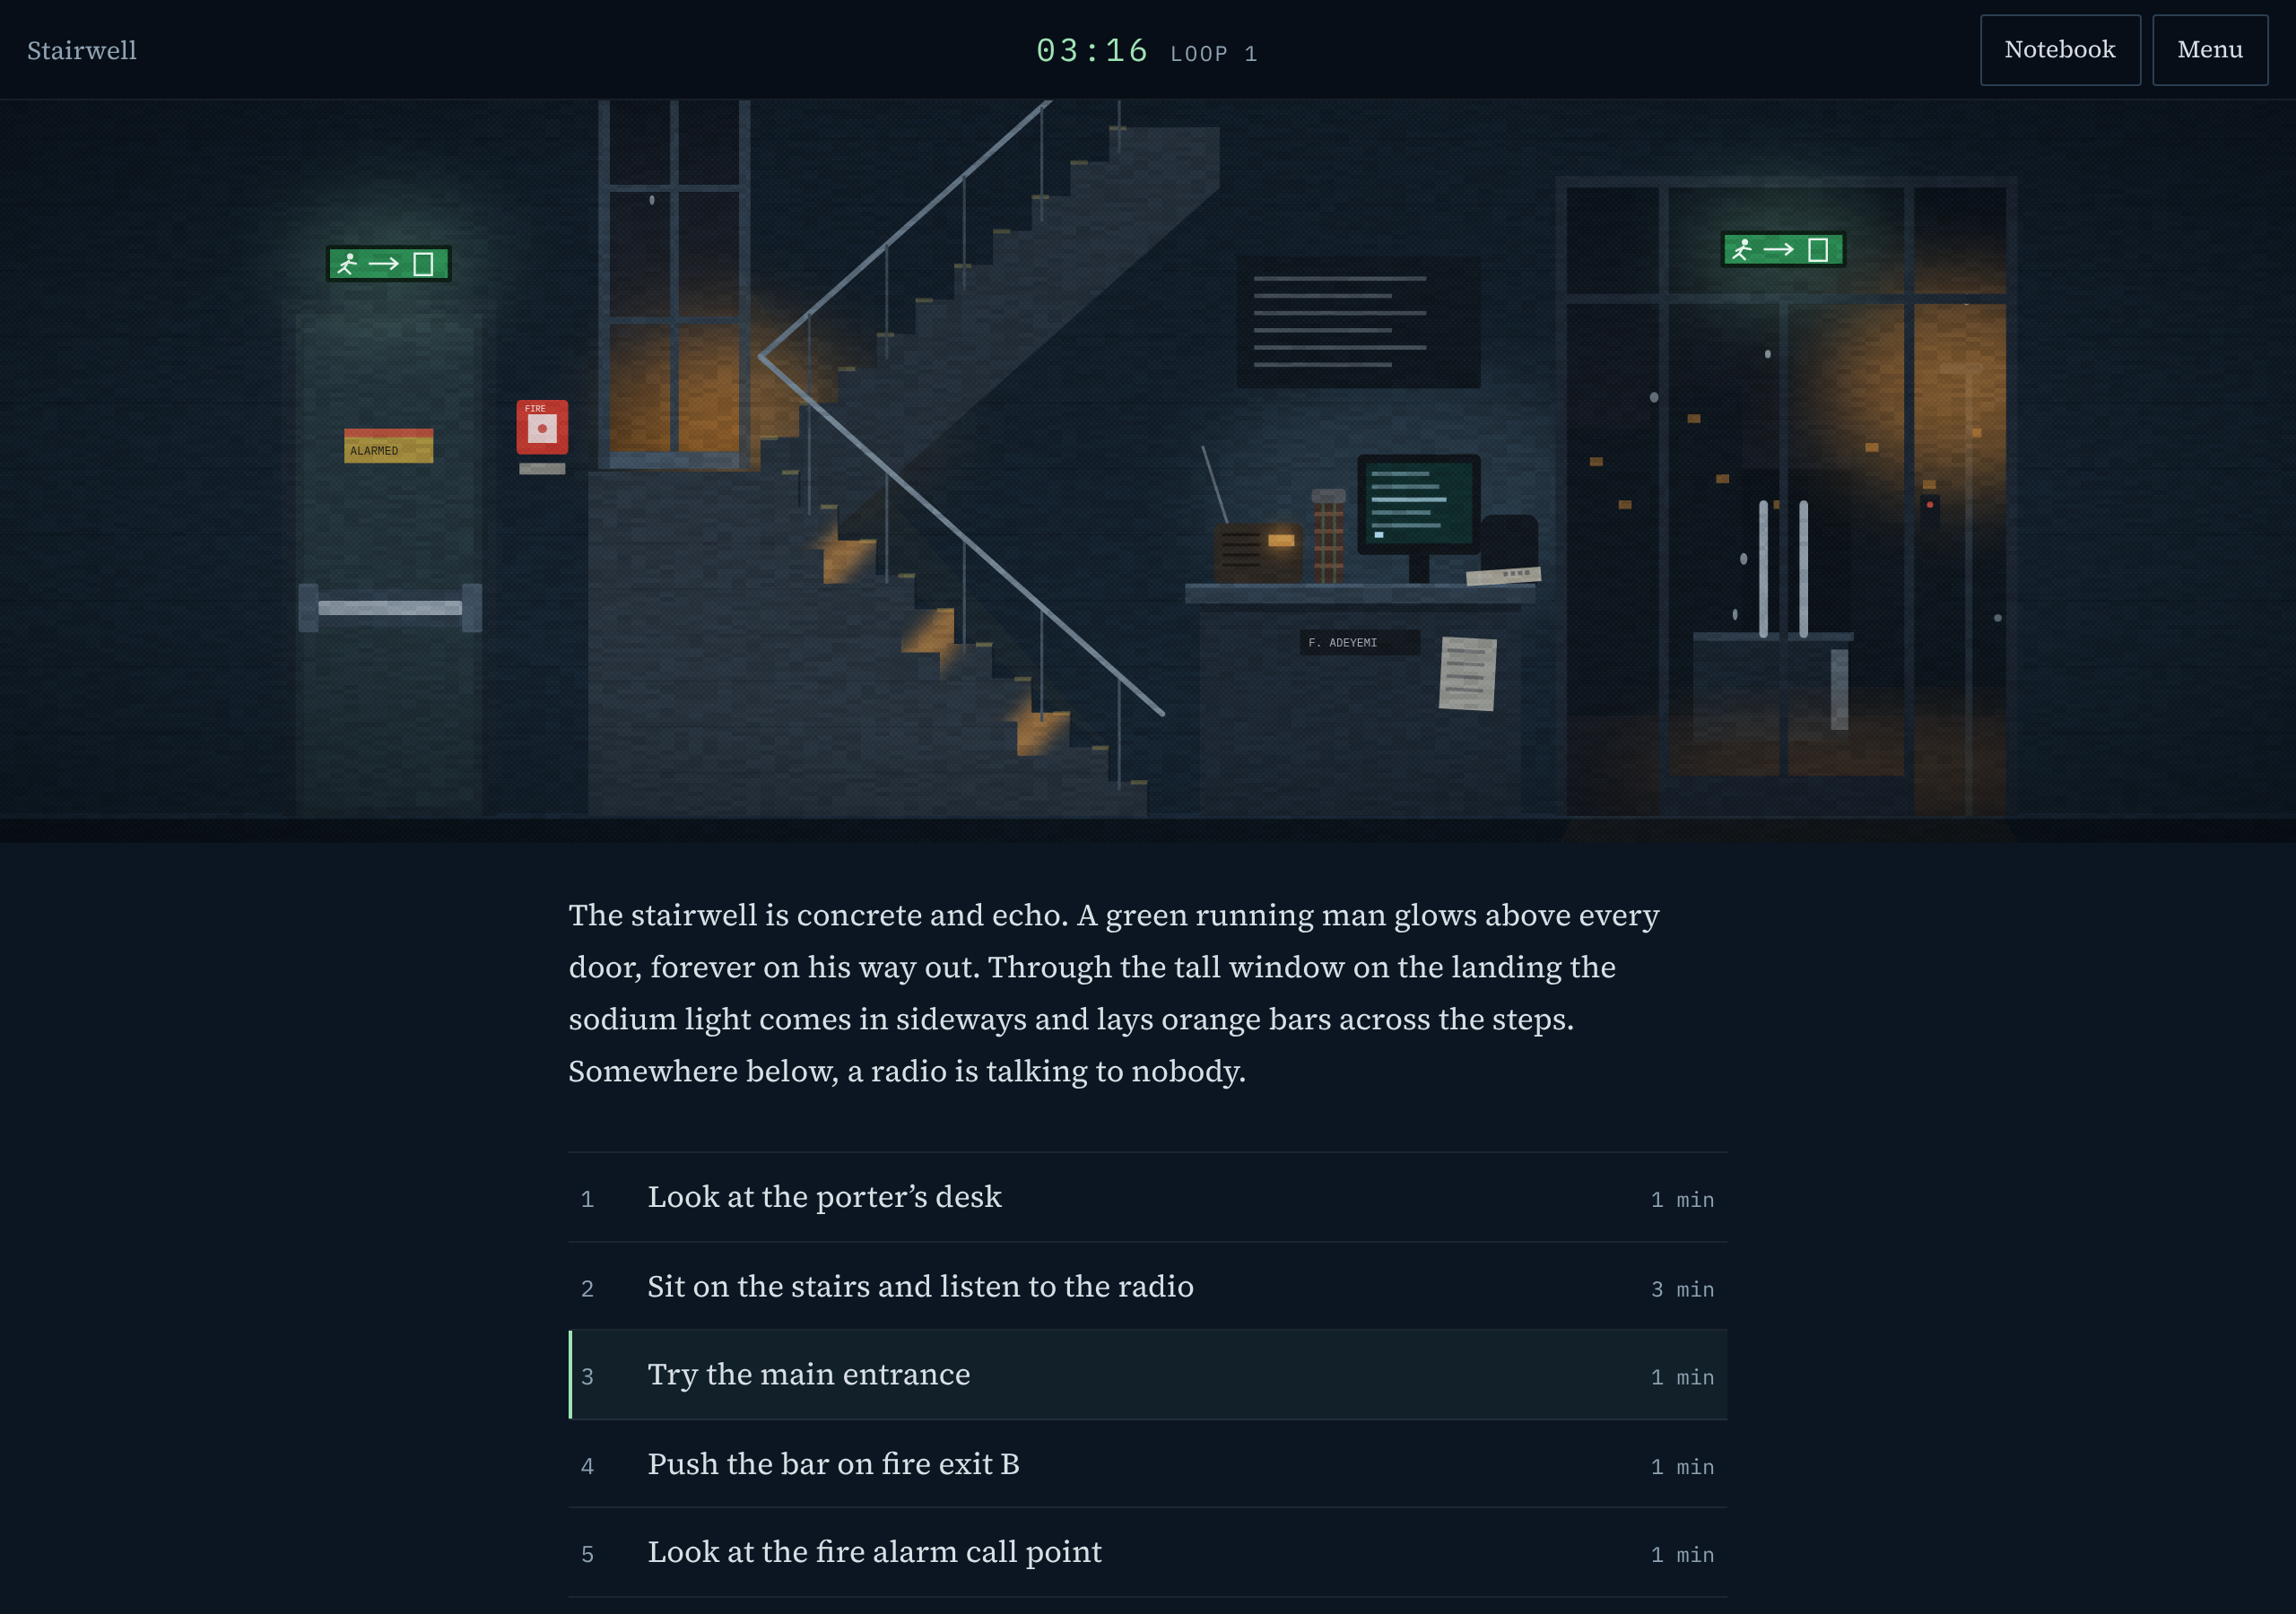 Stairwell
03:16 LOOP 1
Notebook
Menu
FIRE
ALARMED
F. ADEYEMI
The stairwell is concrete and echo. A green running man glows above every
door, forever on his way out. Through the tall window on the landing the
sodium light comes in sideways and lays orange bars across the steps.
Somewhere below, a radio is talking to nobody.
1 Look at the porter’s desk 1 min
2 Sit on the stairs and listen to the radio 3 min
3 Try the main entrance 1 min
4 Push the bar on fire exit B 1 min
5 Look at the fire alarm call point 1 min